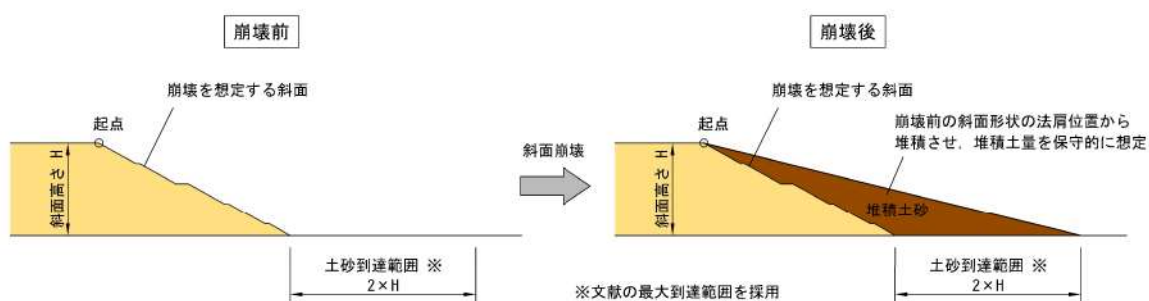 崩壊前
崩壊を想定する斜面
起点
斜面高さ H
土砂到達範囲 ※
2×H
斜面崩壊
崩壊後
崩壊を想定する斜面
起点
崩壊前の斜面形状の法肩位置から
堆積させ，堆積土量を保守的に想定
斜面高さ H
堆積土砂
土砂到達範囲 ※
2×H
※文献の最大到達範囲を採用